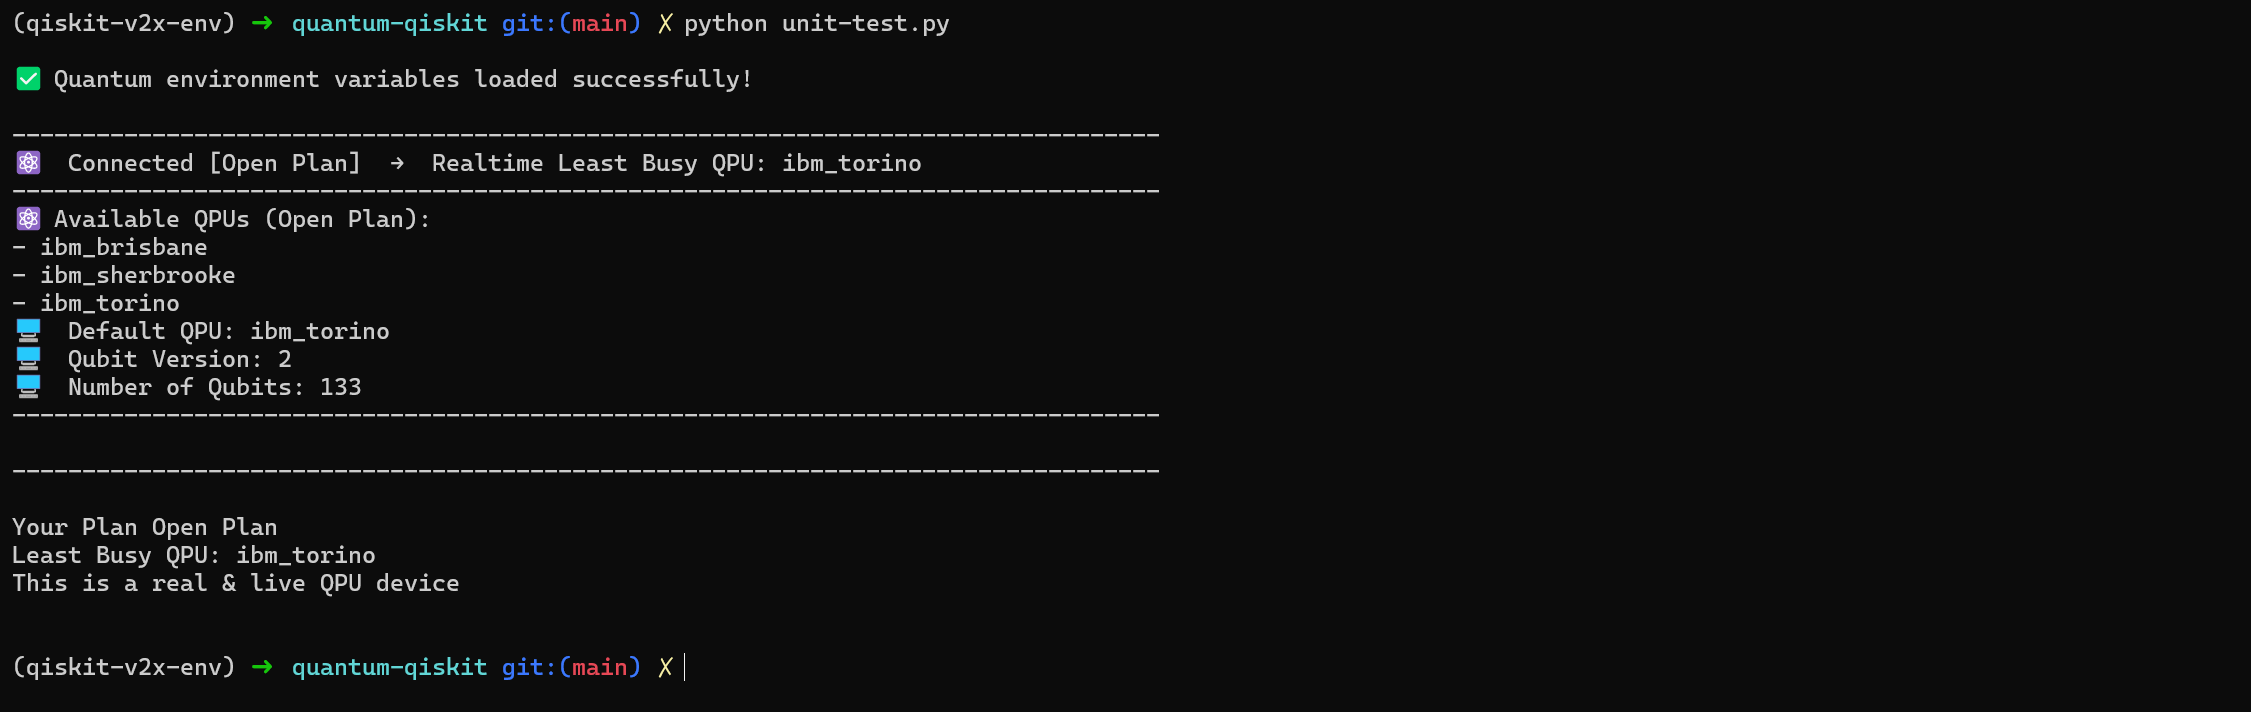 (qiskit-v2x-env) ➜ quantum-qiskit git:(main) ✗ python unit-test.py
✅ Quantum environment variables loaded successfully!
----------------------------------------------------------------------------------
⚛️ Connected [Open Plan] → Realtime Least Busy QPU: ibm_torino
----------------------------------------------------------------------------------
⚛️ Available QPUs (Open Plan):
- ibm_brisbane
- ibm_sherbrooke
- ibm_torino
🖥️ Default QPU: ibm_torino
🖥️ Qubit Version: 2
🖥️ Number of Qubits: 133
----------------------------------------------------------------------------------
----------------------------------------------------------------------------------
Your Plan Open Plan
Least Busy QPU: ibm_torino
This is a real & live QPU device
(qiskit-v2x-env) ➜ quantum-qiskit git:(main) ✗